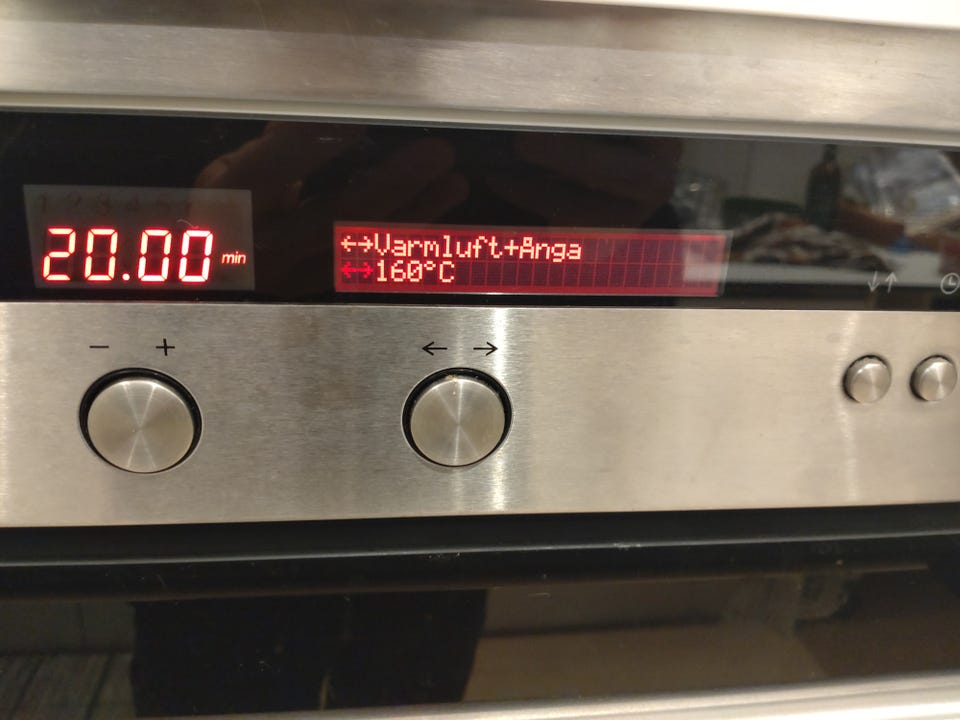 20.00 min
↔Varmluft+Ånga
↔160°C
− +
← →
↓↑